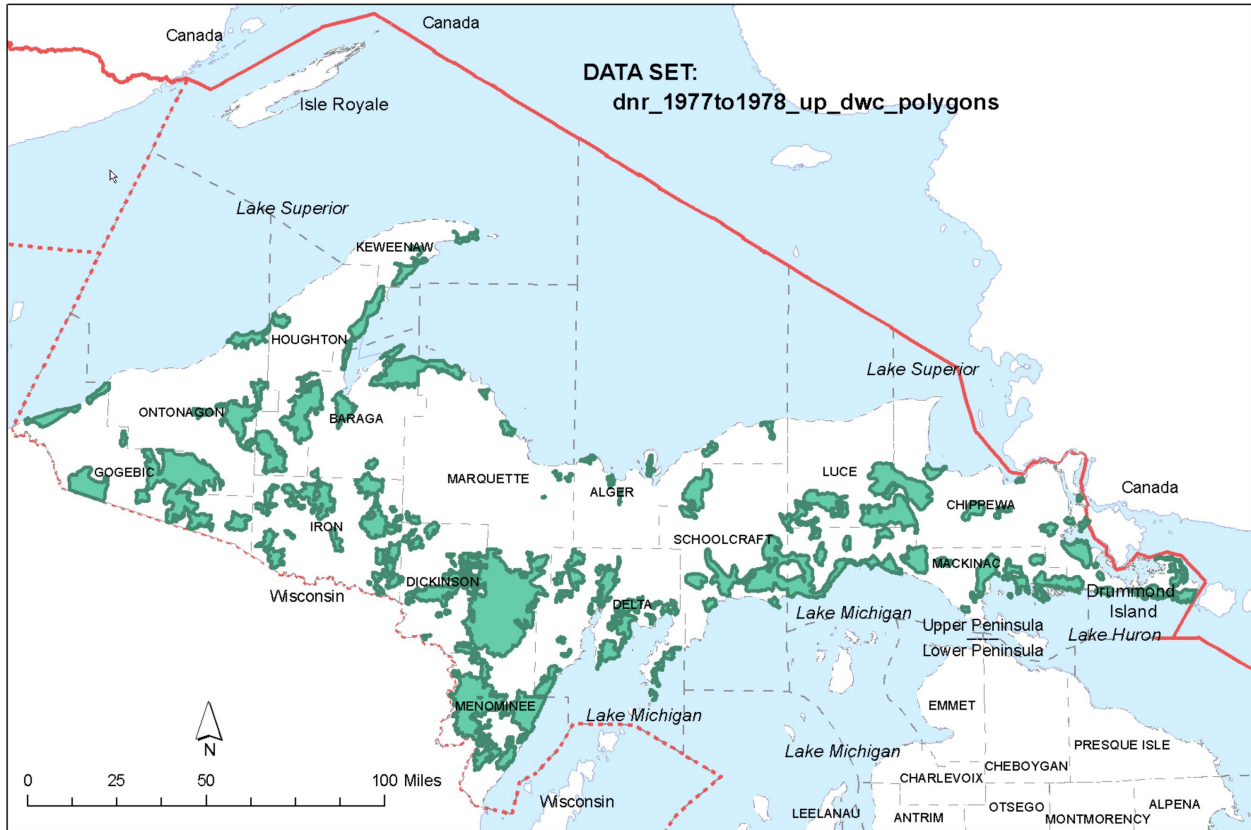 Canada
Canada
DATA SET:
dnr_1977to1978_up_dwc_polygons
Isle Royale
Lake Superior
KEWEENAW
HOUGHTON
Lake Superior
ONTONAGON
BARAGA
GOGEBIC
MARQUETTE
ALGER
LUCE
Canada
CHIPPEWA
IRON
SCHOOLCRAFT
MACKINAC
DICKINSON
Wisconsin
DELTA
Drummond
Island
Lake Michigan
Upper Peninsula
Lower Peninsula
Lake Huron
MENOMINEE
Lake Michigan
EMMET
N
Lake Michigan
PRESQUE ISLE
CHEBOYGAN
CHARLEVOIX
0 25 50 100 Miles
Wisconsin
LEELANAU
ANTRIM
OTSEGO
MONTMORENCY
ALPENA